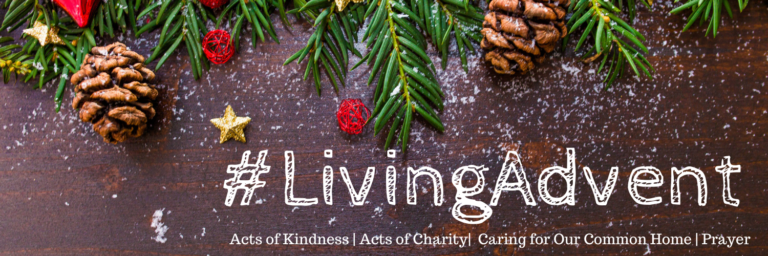 #LivingAdvent
Acts of Kindness | Acts of Charity| Caring for Our Common Home | Prayer